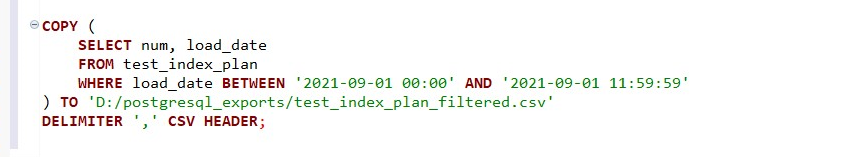 COPY (
SELECT num, load_date
FROM test_index_plan
WHERE load_date BETWEEN '2021-09-01 00:00' AND '2021-09-01 11:59:59'
) TO 'D:/postgresql_exports/test_index_plan_filtered.csv'
DELIMITER ',' CSV HEADER;